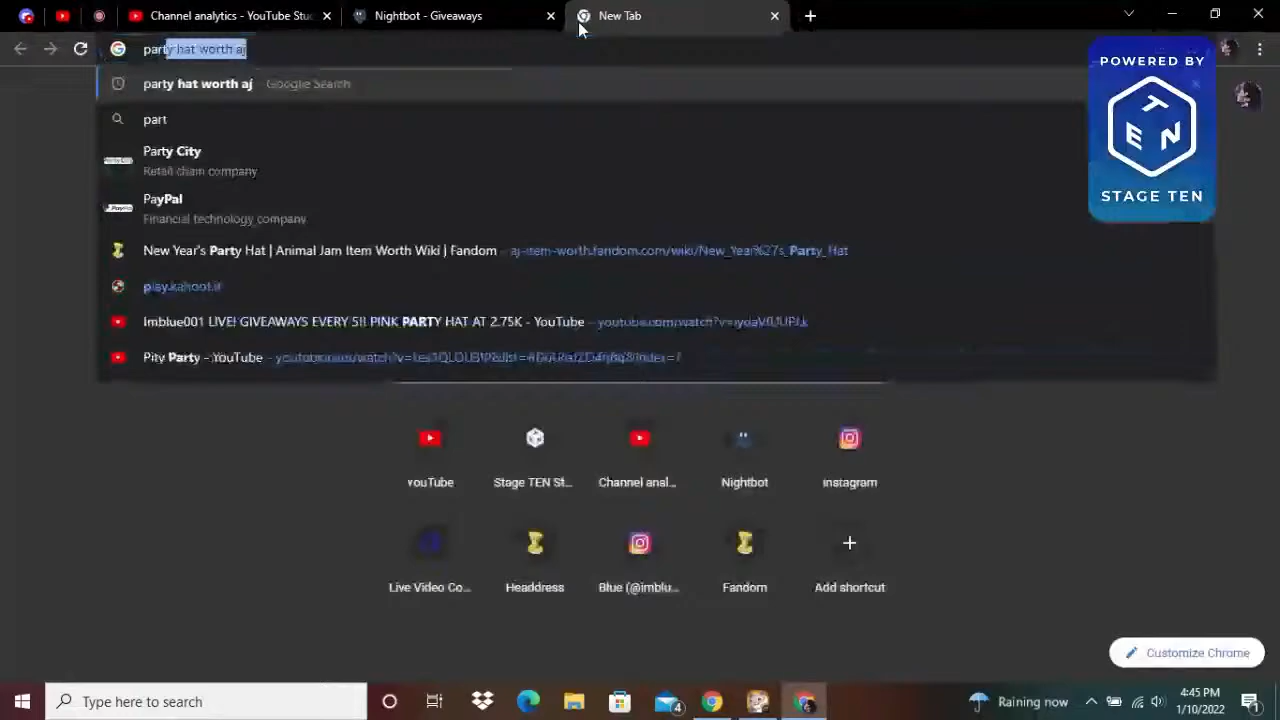 Channel analytics - YouTube Stu
Nightbot - Giveaways
New Tab
party hat worth aj
party hat worth aj Google Search
part
Party City
Retail chain company
PayPal
Financial technology company
New Year's Party Hat | Animal Jam Item Worth Wiki | Fandom - aj-item-worth.fandom.com/wiki/New_Year%27s_Party_Hat
play.kahoot.it
Imblue001 LIVE! GIVEAWAYS EVERY 5!! PINK PARTY HAT AT 2.75K - YouTube
Pity Party - YouTube
POWERED BY
TEN
STAGE TEN
YouTube
Stage TEN St...
Channel anal...
Nightbot
Instagram
Live Video Co...
Headdress
Blue (@imblu...
Fandom
Add shortcut
Customize Chrome
Type here to search
4
Raining now
4:45 PM
1/10/2022
1